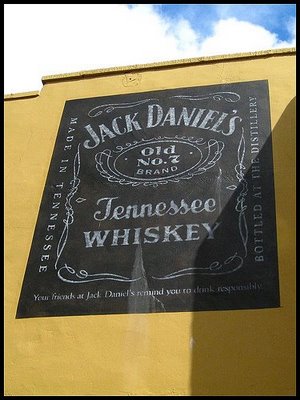 JACK DANIEL'S
Old
No. 7
BRAND
Tennessee
WHISKEY
MADE IN TENNESSEE
BOTTLED AT THE DISTILLERY
Your friends at Jack Daniel's remind you to drink responsibly.